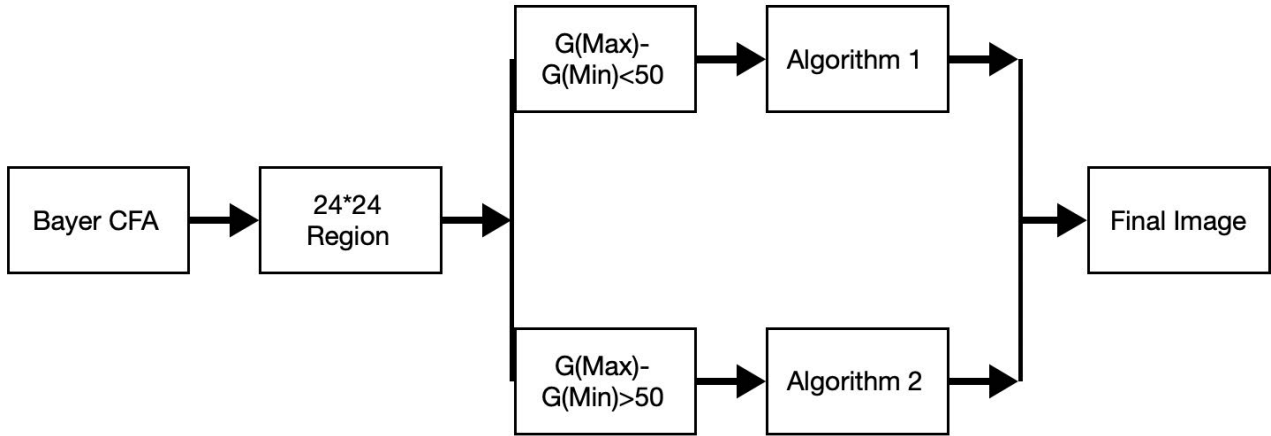 G(Max)-
G(Min)<50
Algorithm 1
Bayer CFA
24*24
Region
Final Image
G(Max)-
G(Min)>50
Algorithm 2